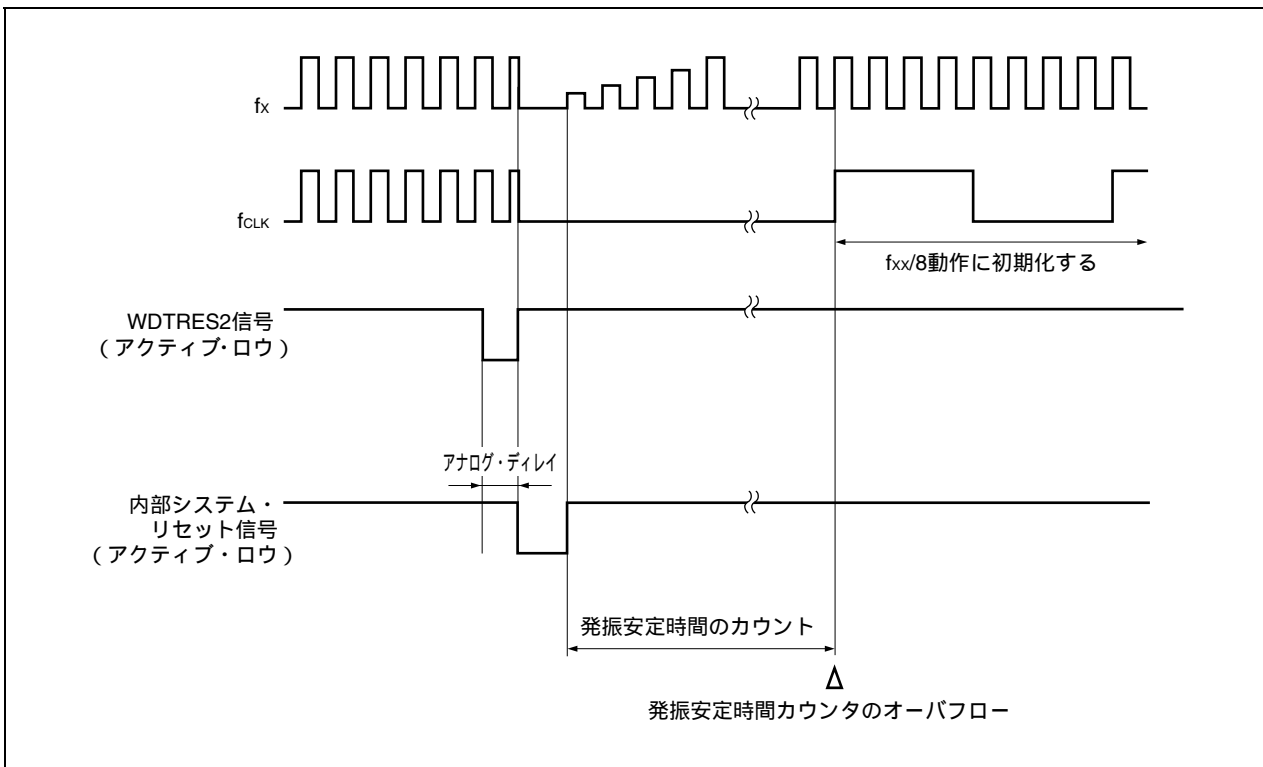 fX
fCLK
fXX/8動作に初期化する
WDTRES2信号
（アクティブ・ロウ）
アナログ・ディレイ
内部システム・
リセット信号
（アクティブ・ロウ）
発振安定時間のカウント
発振安定時間カウンタのオーバフロー